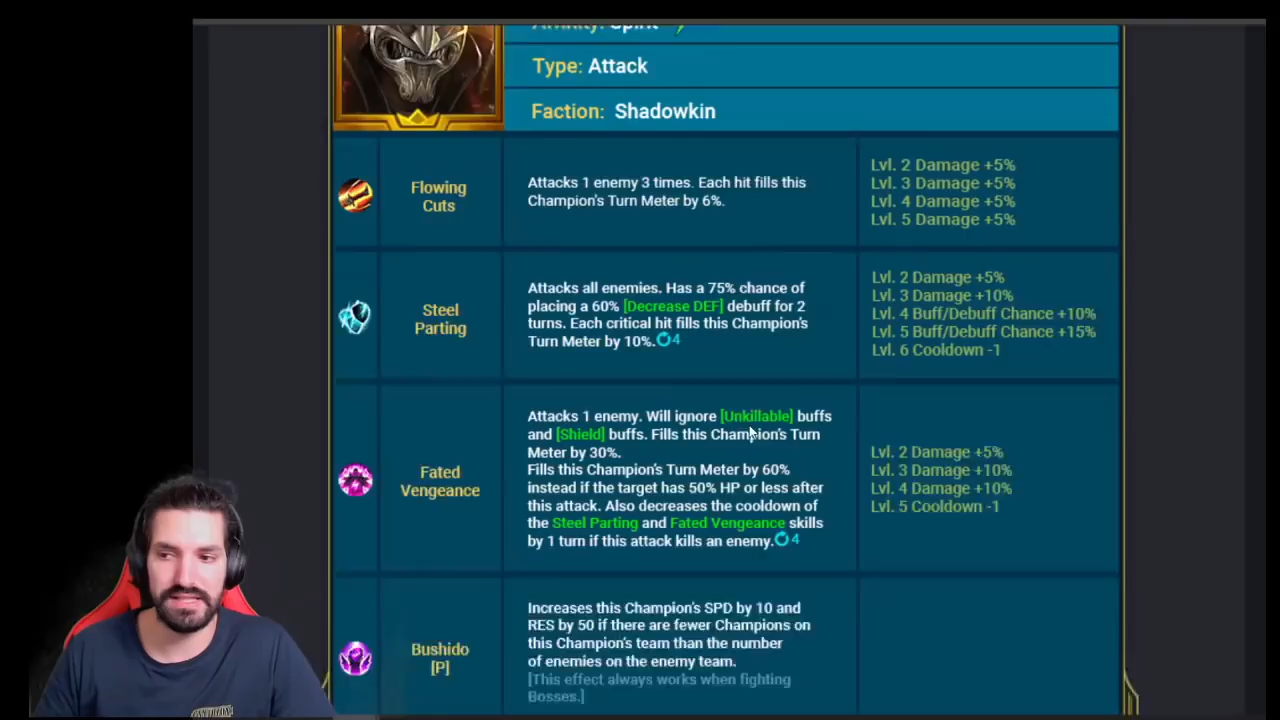 Affinity: Spirit
Type: Attack
Faction: Shadowkin
Flowing
Cuts
Attacks 1 enemy 3 times. Each hit fills this
Champion's Turn Meter by 6%.
Lvl. 2 Damage +5%
Lvl. 3 Damage +5%
Lvl. 4 Damage +5%
Lvl. 5 Damage +5%
Steel
Parting
Attacks all enemies. Has a 75% chance of
placing a 60% [Decrease DEF] debuff for 2
turns. Each critical hit fills this Champion's
Turn Meter by 10%. 4
Lvl. 2 Damage +5%
Lvl. 3 Damage +10%
Lvl. 4 Buff/Debuff Chance +10%
Lvl. 5 Buff/Debuff Chance +15%
Lvl. 6 Cooldown -1
Fated
Vengeance
Attacks 1 enemy. Will ignore [Unkillable] buffs
and [Shield] buffs. Fills this Champion's Turn
Meter by 30%.
Fills this Champion's Turn Meter by 60%
instead if the target has 50% HP or less after
this attack. Also decreases the cooldown of
the Steel Parting and Fated Vengeance skills
by 1 turn if this attack kills an enemy. 4
Lvl. 2 Damage +5%
Lvl. 3 Damage +10%
Lvl. 4 Damage +10%
Lvl. 5 Cooldown -1
Bushido
[P]
Increases this Champion's SPD by 10 and
RES by 50 if there are fewer Champions on
this Champion's team than the number
of enemies on the enemy team.
[This effect always works when fighting
Bosses.]